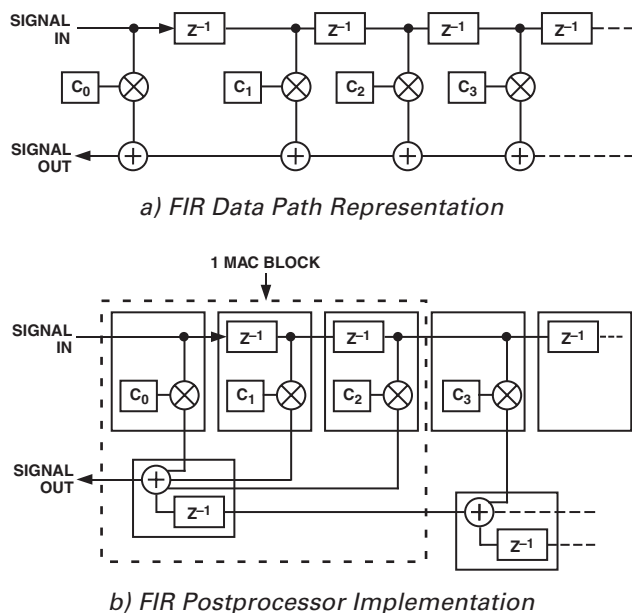 SIGNAL IN
Z⁻¹ Z⁻¹ Z⁻¹ Z⁻¹
C₀ C₁ C₂ C₃
SIGNAL OUT
a) FIR Data Path Representation
1 MAC BLOCK
SIGNAL IN
Z⁻¹ Z⁻¹ Z⁻¹
C₀ C₁ C₂ C₃
SIGNAL OUT
Z⁻¹
Z⁻¹
b) FIR Postprocessor Implementation